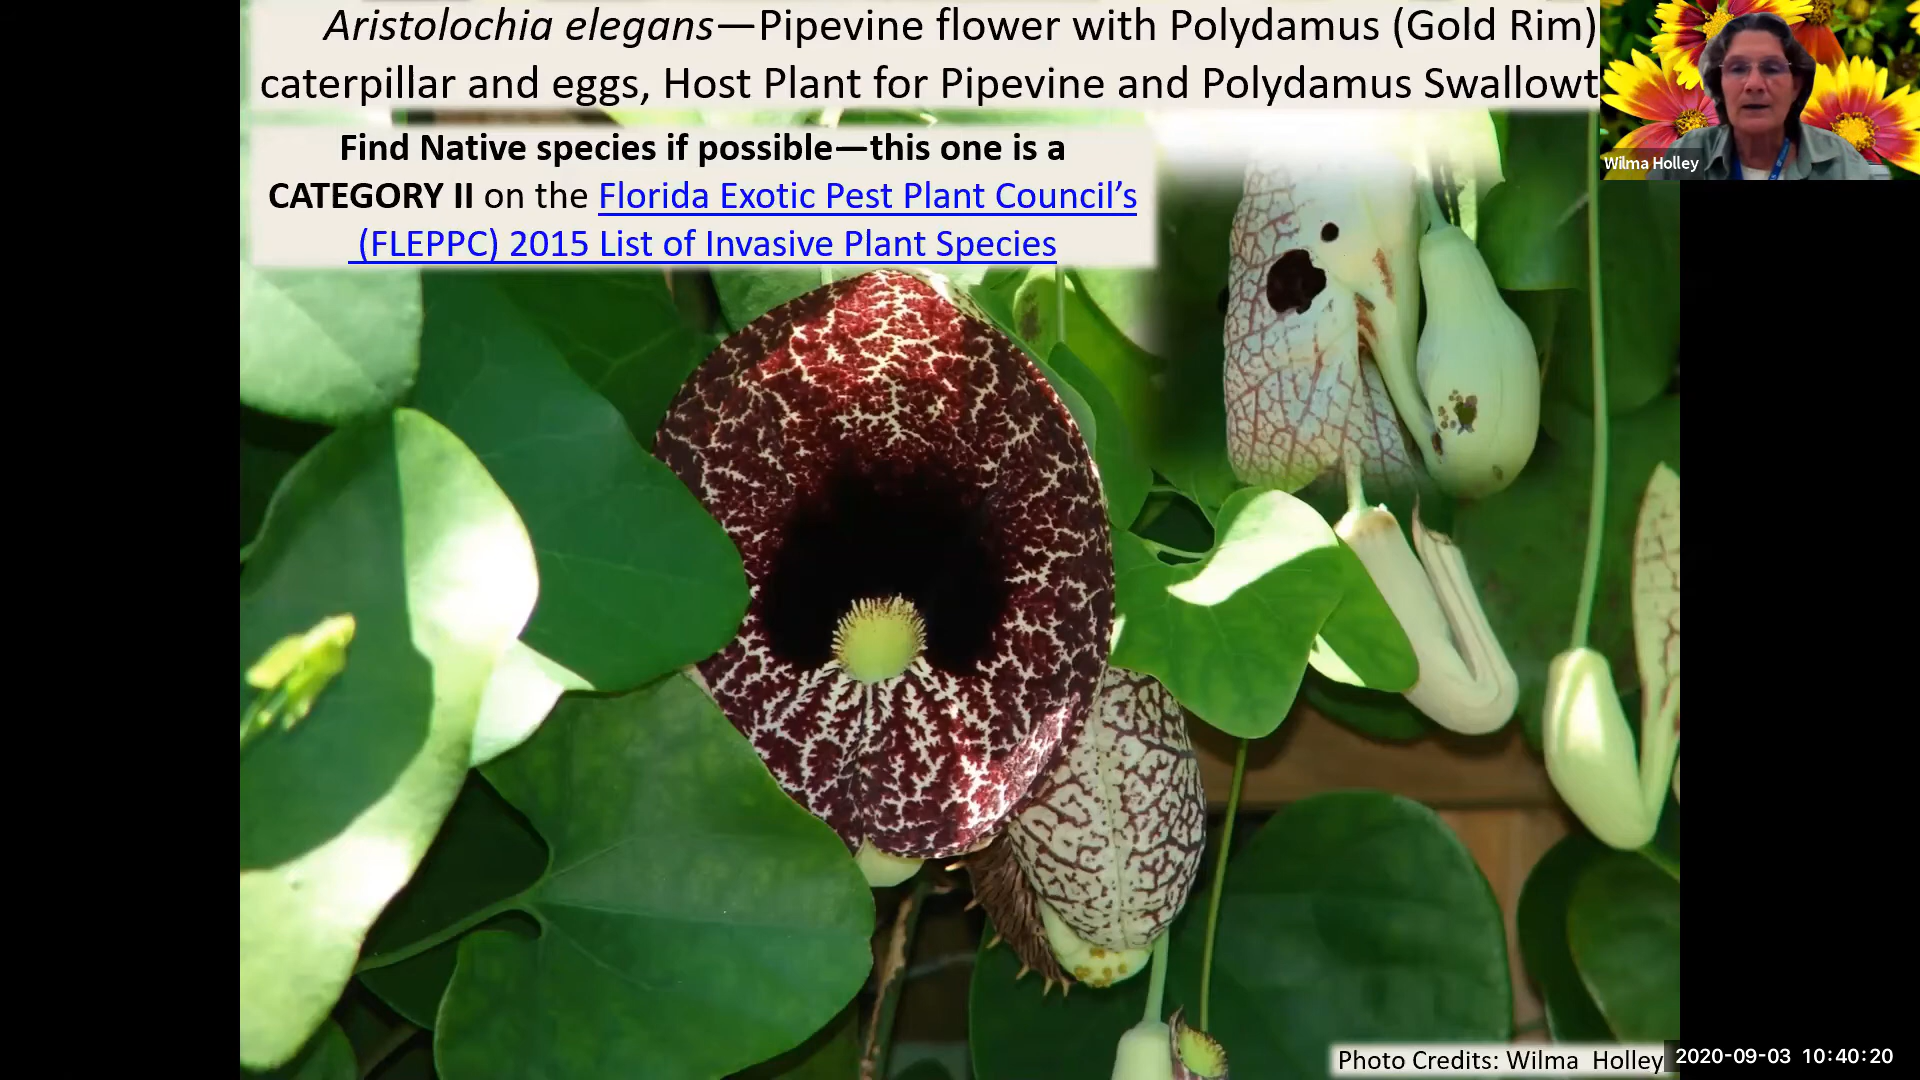 Aristolochia elegans—Pipevine flower with Polydamus (Gold Rim)
caterpillar and eggs, Host Plant for Pipevine and Polydamus Swallowt
Find Native species if possible—this one is a
CATEGORY II on the Florida Exotic Pest Plant Council’s
(FLEPPC) 2015 List of Invasive Plant Species
Wilma Holley
Photo Credits: Wilma Holley
2020-09-03 10:40:20